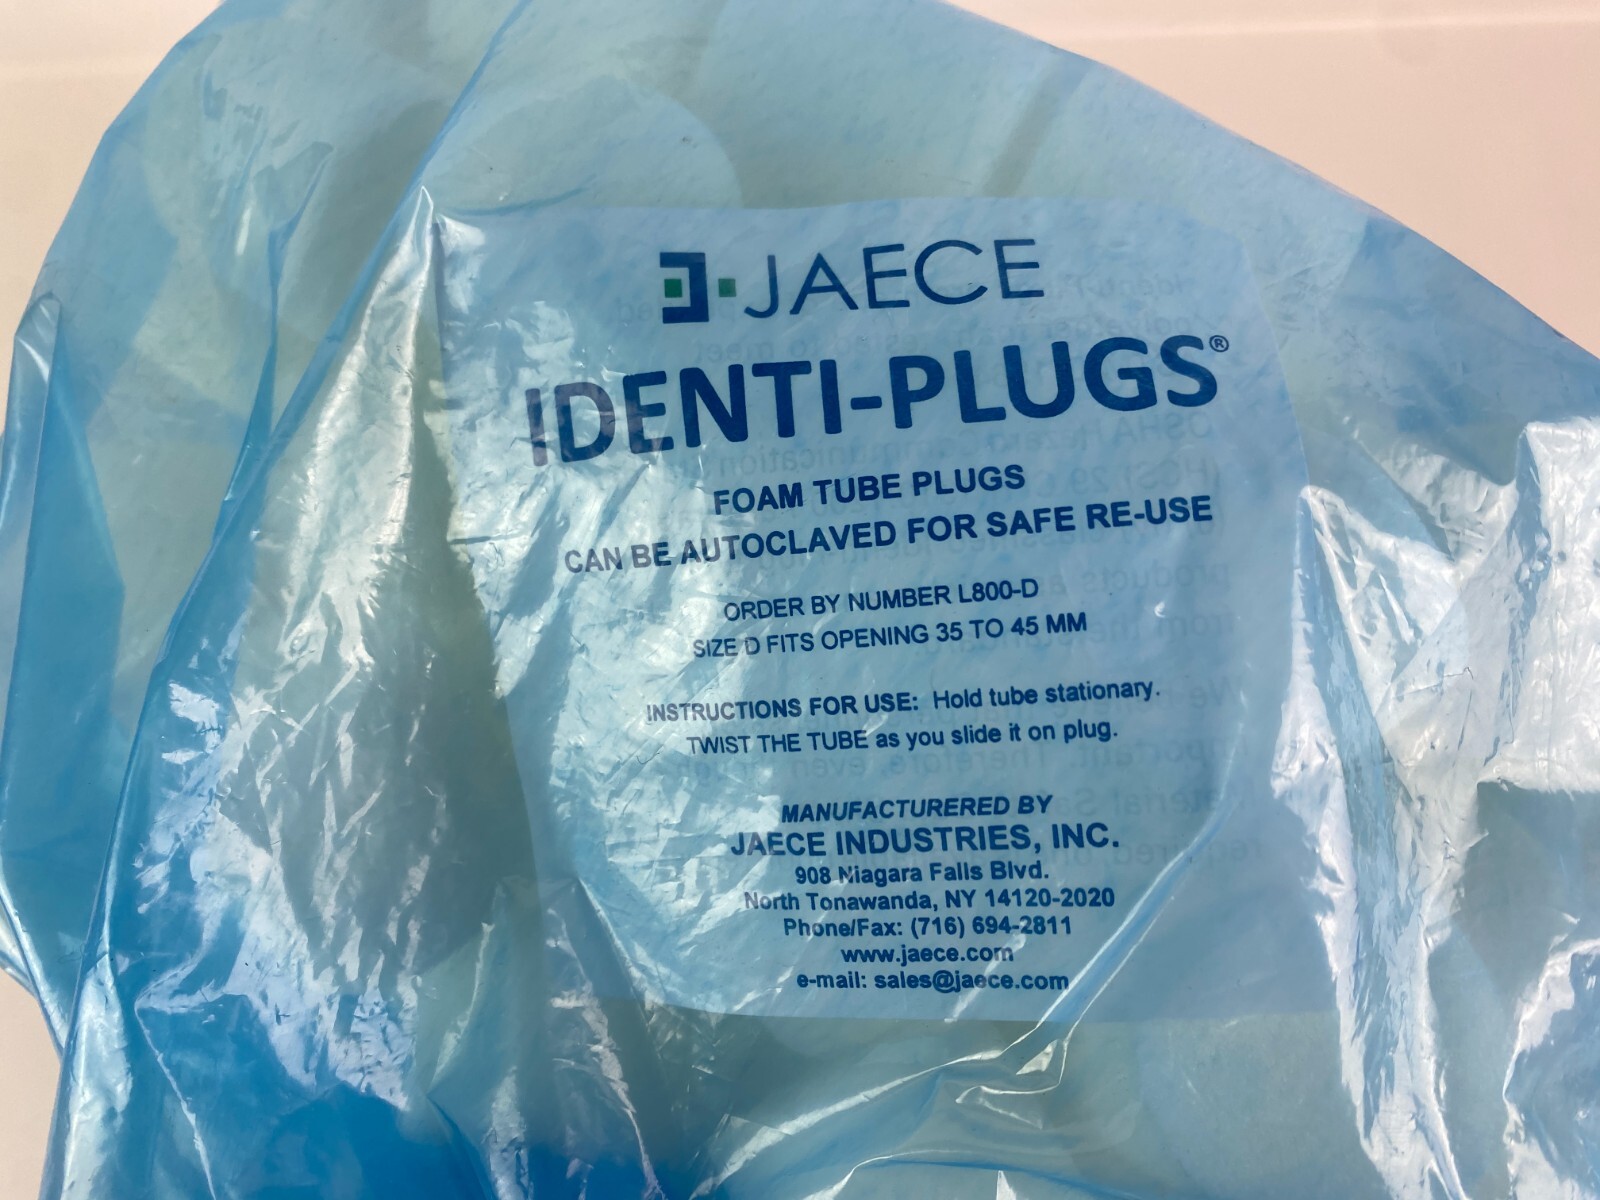 JAECE
IDENTI-PLUGS®
FOAM TUBE PLUGS
CAN BE AUTOCLAVED FOR SAFE RE-USE
ORDER BY NUMBER L800-D
SIZE D FITS OPENING 35 TO 45 MM
INSTRUCTIONS FOR USE: Hold tube stationary.
TWIST THE TUBE as you slide it on plug.
MANUFACTURERED BY
JAECE INDUSTRIES, INC.
908 Niagara Falls Blvd.
North Tonawanda, NY 14120-2020
Phone/Fax: (716) 694-2811
www.jaece.com
e-mail: sales@jaece.com